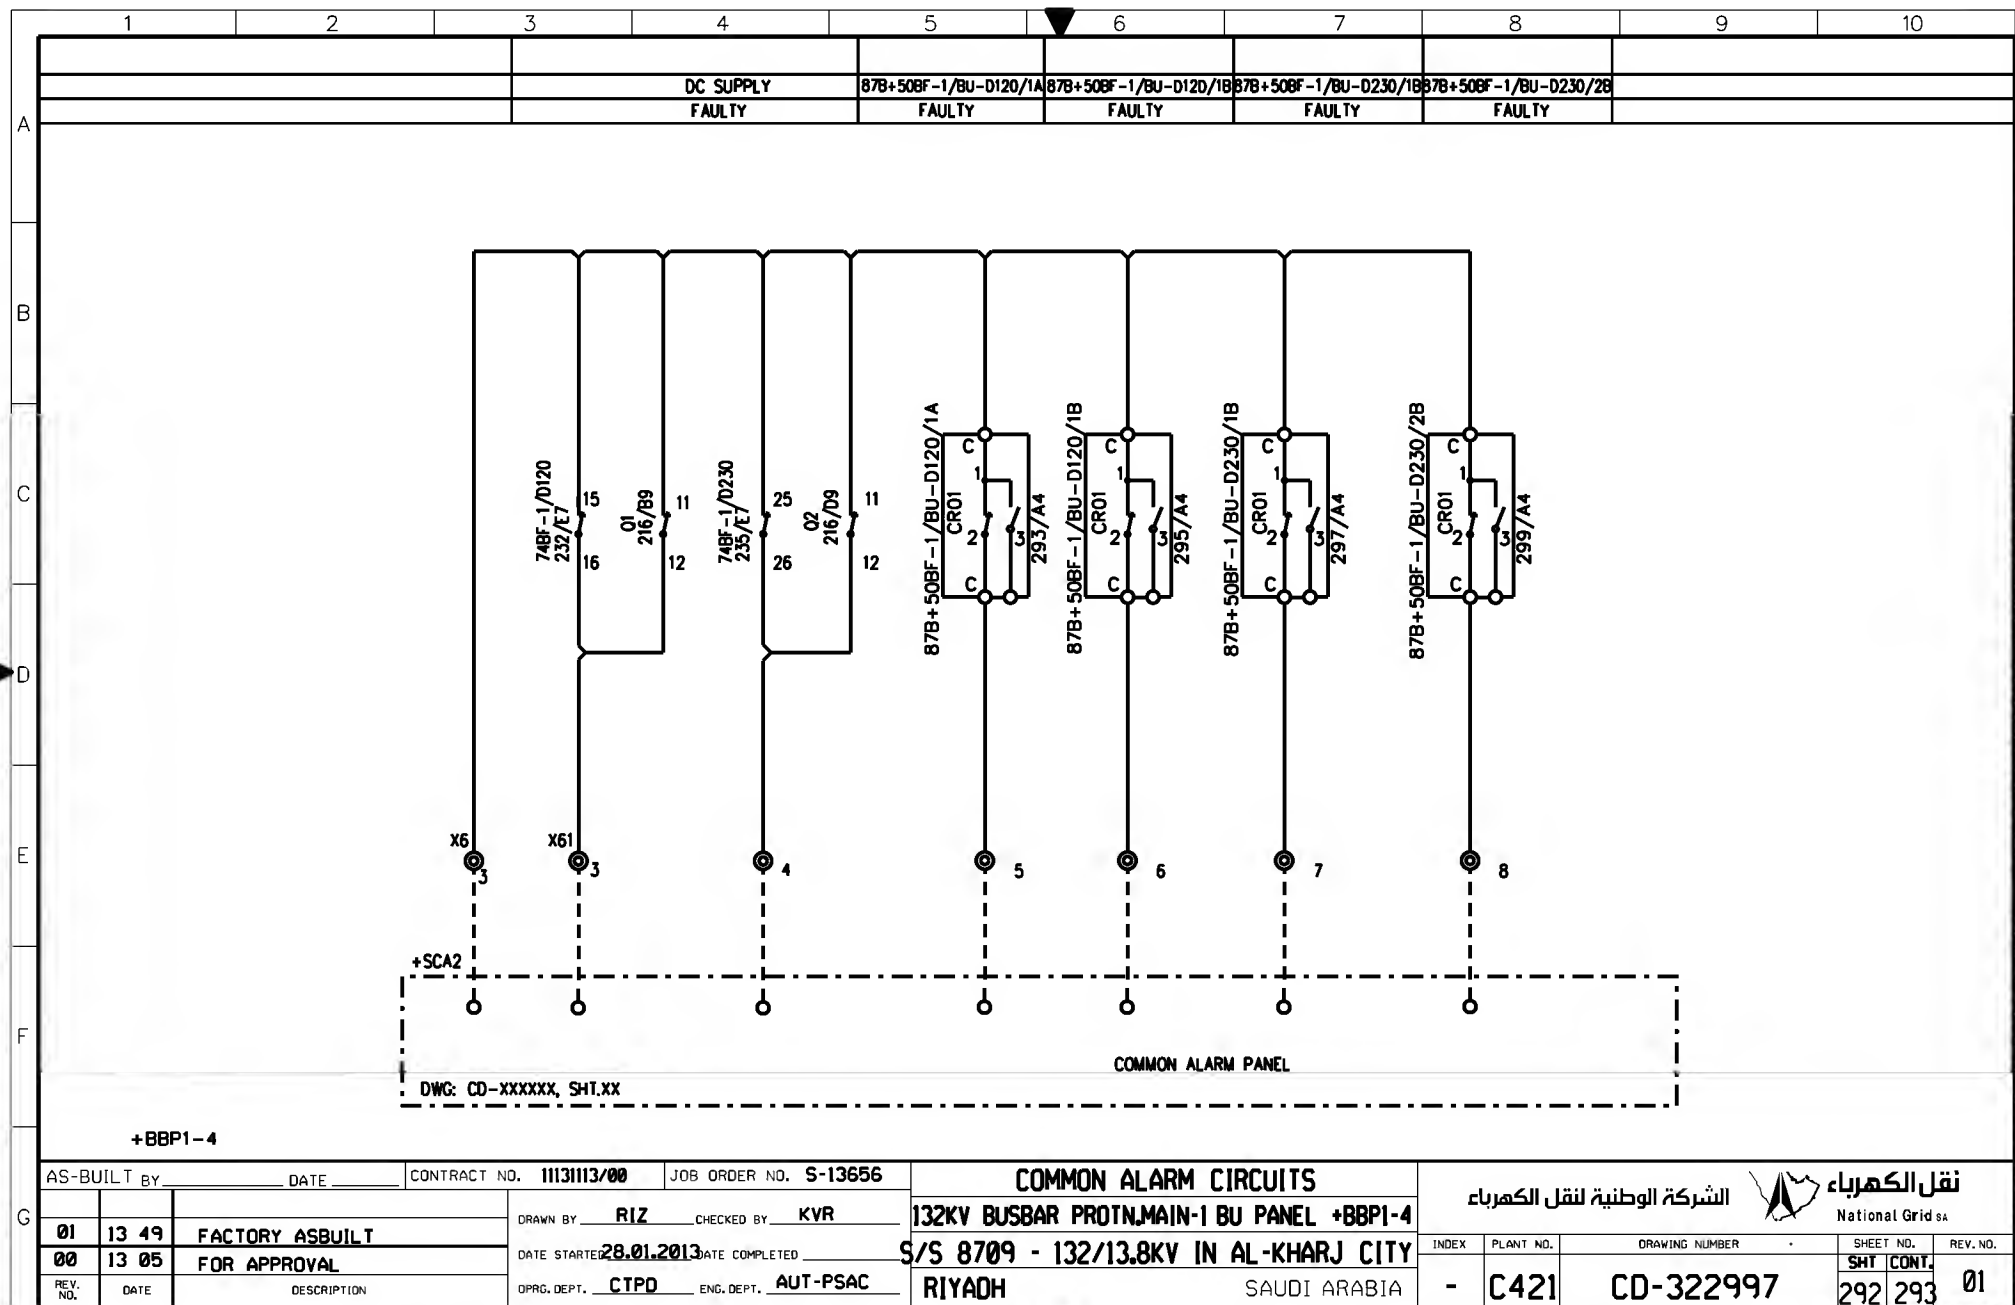 1 2 3 4 5 6 7 8 9 10
DC SUPPLY 87B+50BF-1/BU-D120/1A 87B+50BF-1/BU-D120/1B 87B+50BF-1/BU-D230/1B 87B+50BF-1/BU-D230/2B
FAULTY FAULTY FAULTY FAULTY FAULTY
A
B
C
D
E
F
G
74BF-1/D120
232/E7
15
16
Q1
216/B9
11
12
74BF-1/D230
235/E7
25
26
Q2
216/D9
11
12
87B+50BF-1/BU-D120/1A
CR01
C
1
2
3
C
293/A4
87B+50BF-1/BU-D120/1B
CR01
C
1
2
3
C
295/A4
87B+50BF-1/BU-D230/1B
CR01
C
1
2
3
C
297/A4
87B+50BF-1/BU-D230/2B
CR01
C
1
2
3
C
299/A4
X6 3 X61 3 4 5 6 7 8
+SCA2
COMMON ALARM PANEL
DWG: CD-XXXXXX, SHT.XX
+BBP1-4
AS-BUILT BY DATE
01 13 49 FACTORY ASBUILT
00 13 05 FOR APPROVAL
REV. NO. DATE DESCRIPTION
CONTRACT NO. 11131113/00 JOB ORDER NO. S-13656
DRAWN BY RIZ CHECKED BY KVR
DATE STARTED 28.01.2013 DATE COMPLETED
OPRG. DEPT. CTPD ENG. DEPT. AUT-PSAC
COMMON ALARM CIRCUITS
132KV BUSBAR PROTN.MAIN-1 BU PANEL +BBP1-4
S/S 8709 - 132/13.8KV IN AL-KHARJ CITY
RIYADH SAUDI ARABIA
الشركة الوطنية لنقل الكهرباء
نقل الكهرباء
National Grid SA
INDEX PLANT NO. DRAWING NUMBER SHEET NO. REV. NO.
SHT CONT.
- C421 CD-322997 292 293 01